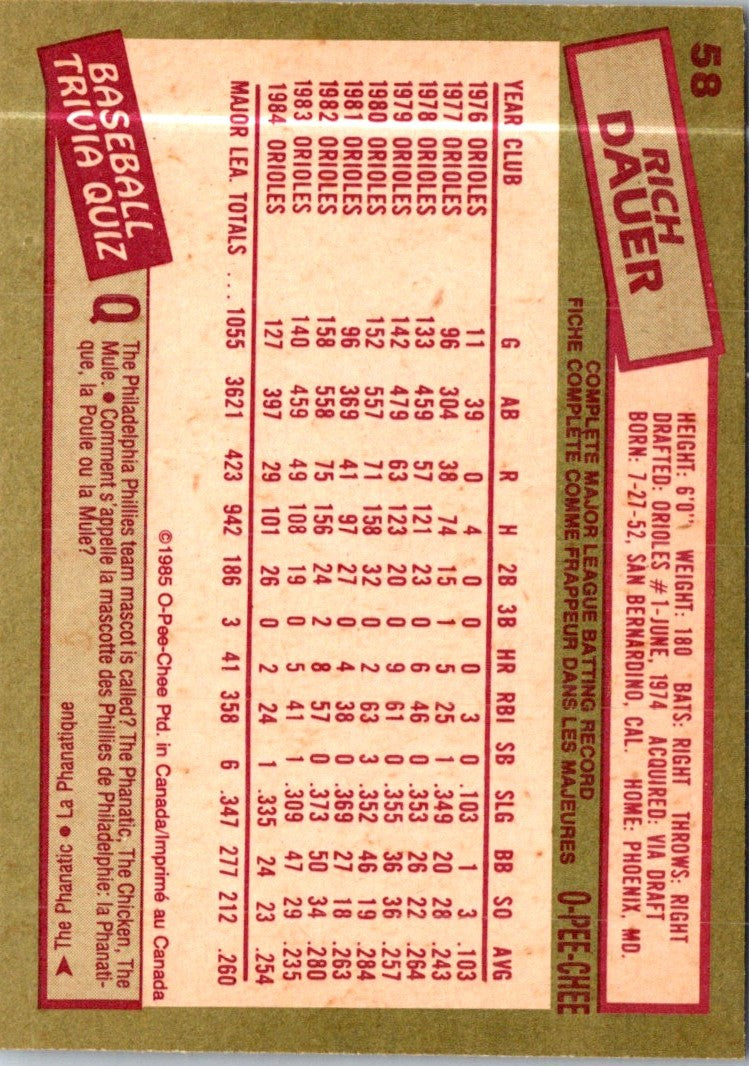 58
RICH
DAUER
HEIGHT: 6'0" WEIGHT: 180 BATS: RIGHT THROWS: RIGHT
DRAFTED: ORIOLES #1-JUNE, 1974 ACQUIRED: VIA DRAFT
BORN: 7-27-52, SAN BERNARDINO, CAL. HOME: PHOENIX, MD.
COMPLETE MAJOR LEAGUE BATTING RECORD
FICHE COMPLÈTE COMME FRAPPEUR DANS LES MAJEURES O-PEE-CHEE
YEAR CLUB G AB R H 2B 3B HR RBI SB SLG BB SO AVG
1976 ORIOLES 11 39 0 4 0 0 0 3 0 .103 1 3 .103
1977 ORIOLES 96 304 38 74 15 1 5 25 1 .349 20 28 .243
1978 ORIOLES 133 459 57 121 23 0 6 46 0 .353 26 22 .264
1979 ORIOLES 142 479 63 123 20 0 9 61 0 .355 36 36 .257
1980 ORIOLES 152 557 71 158 32 0 2 63 3 .352 46 19 .284
1981 ORIOLES 96 369 41 97 27 0 4 38 0 .369 27 18 .263
1982 ORIOLES 158 558 75 156 24 2 8 57 0 .373 50 34 .280
1983 ORIOLES 140 459 49 108 19 0 5 41 1 .309 47 29 .235
1984 ORIOLES 127 397 29 101 26 0 2 24 1 .335 24 23 .254
MAJOR LEA. TOTALS ... 1055 3621 423 942 186 3 41 358 6 .347 277 212 .260
©1985 O-Pee-Chee Ptd. in Canada/Imprimé au Canada
BASEBALL
TRIVIA QUIZ
Q The Philadelphia Phillies team mascot is called? The Phanatic, The Chicken, The
Mule. • Comment s'appelle la mascotte des Phillies de Philadelphie: la Phanati-
que, la Poule ou la Mule?
The Phanatic • La Phanatique A